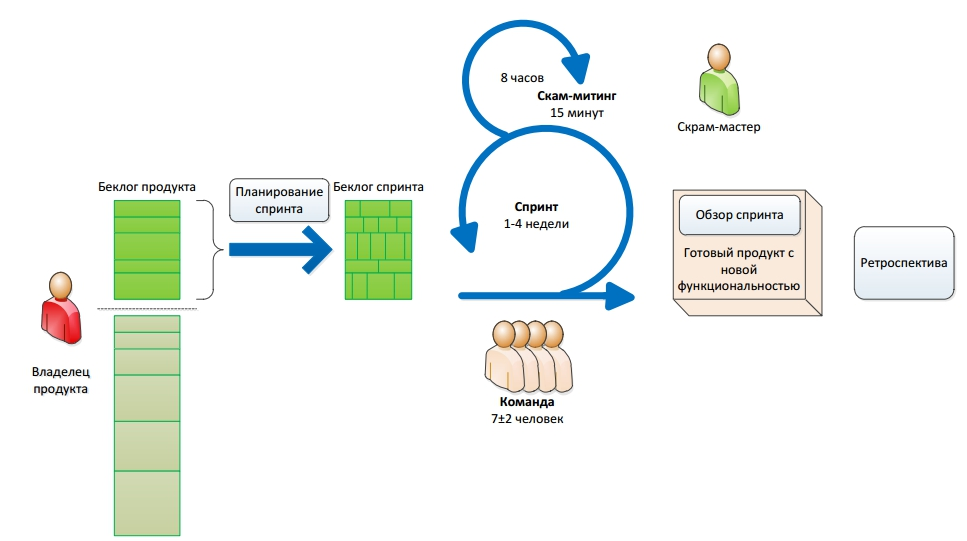 8 часов
Скам-митинг
15 минут
Скрам-мастер
Беклог продукта
Планирование
спринта
Беклог спринта
Спринт
1-4 недели
Обзор спринта
Готовый продукт с
новой
функциональностью
Ретроспектива
Владелец
продукта
Команда
7±2 человек